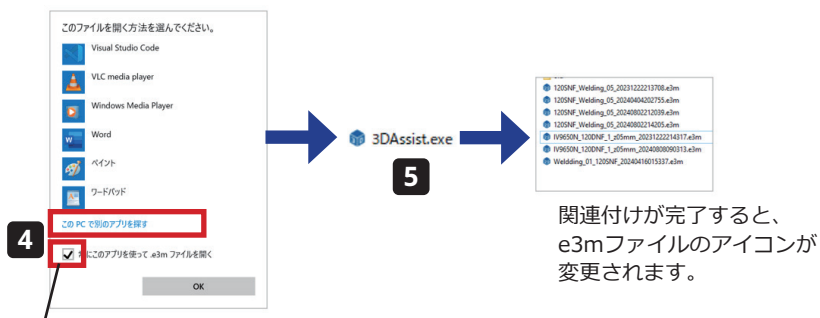 このファイルを開く方法を選んでください。
Visual Studio Code
VLC media player
Windows Media Player
Word
ペイント
ワードパッド
この PC で別のアプリを探す
にこのアプリを使って .e3m ファイルを開く
OK
4
3DAssist.exe
5
120SNF_Welding_05_20231222213708.e3m
120SNF_Welding_05_20240404202755.e3m
120SNF_Welding_05_20240802212039.e3m
120SNF_Welding_05_20240802214205.e3m
IV9650N_120DNF_1_z05mm_20231222214317.e3m
IV9650N_120DNF_1_z05mm_20240808090313.e3m
Weldding_01_120SNF_20240416015337.e3m
関連付けが完了すると、
e3mファイルのアイコンが
変更されます。